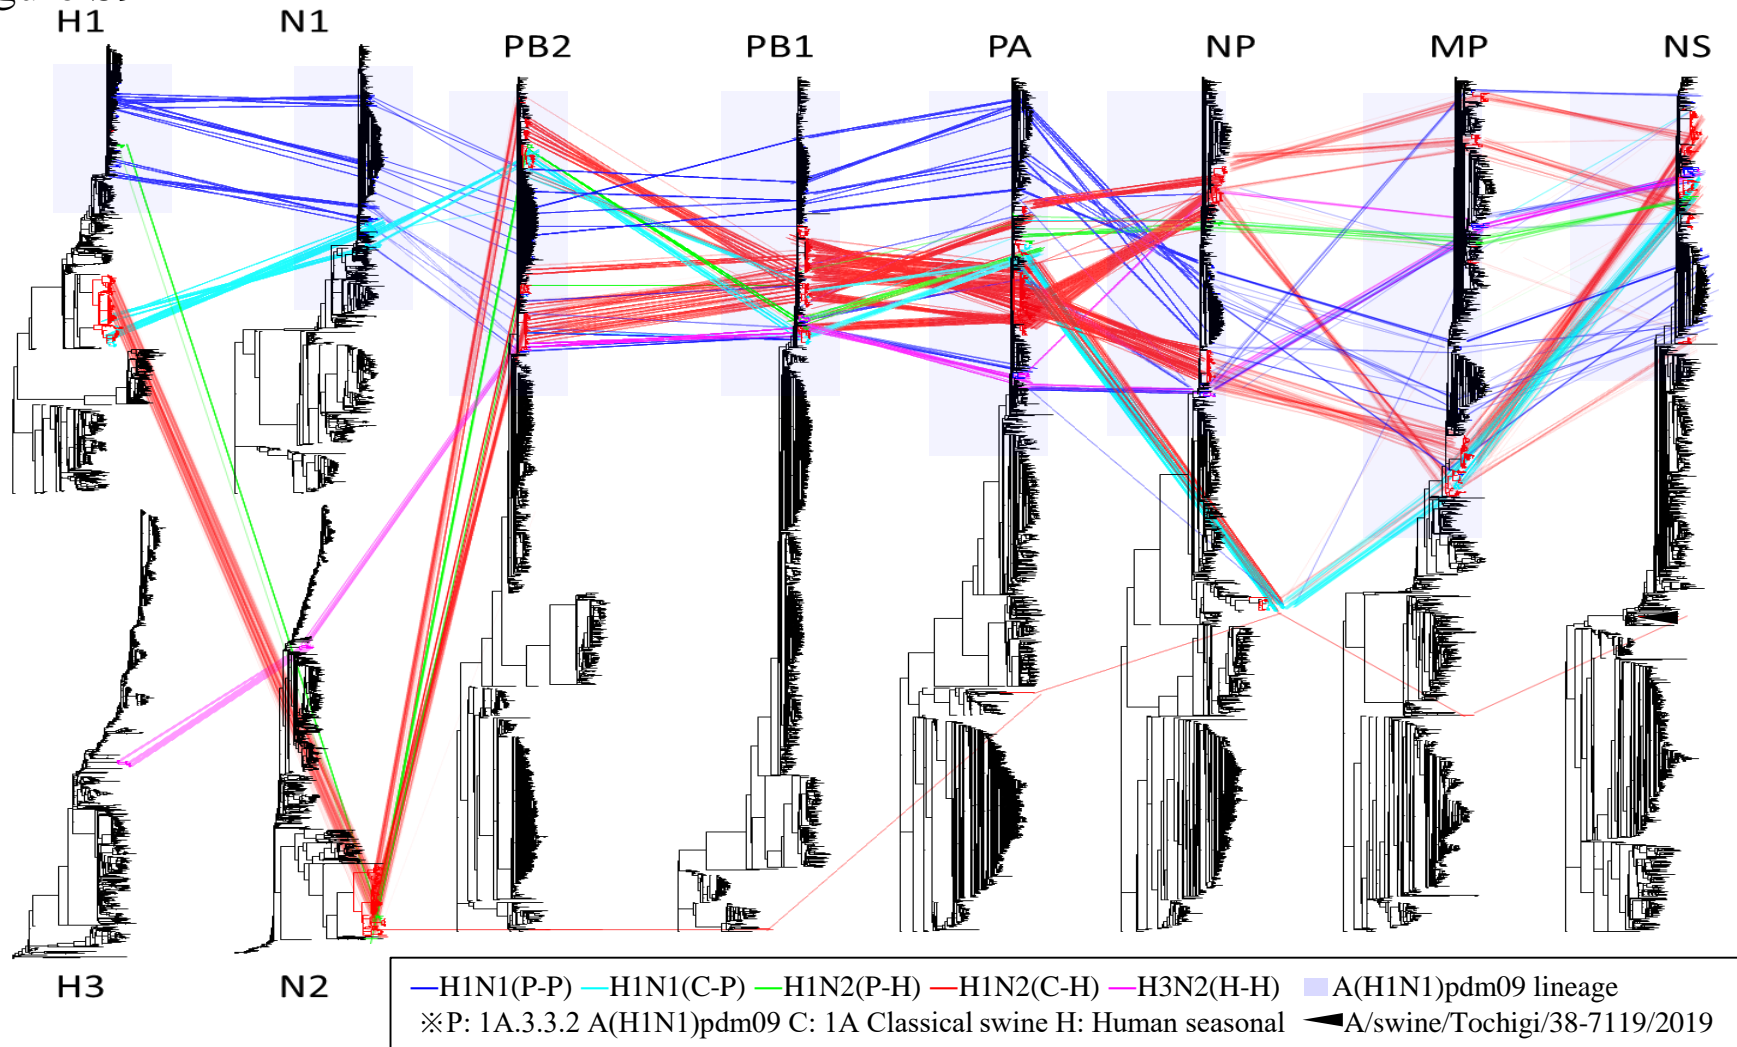 H1 N1 PB2 PB1 PA NP MP NS
H3 N2
H1N1(P-P) H1N1(C-P) H1N2(P-H) H1N2(C-H) H3N2(H-H) A(H1N1)pdm09 lineage
※P: 1A.3.3.2 A(H1N1)pdm09 C: 1A Classical swine H: Human seasonal A/swine/Tochigi/38-7119/2019